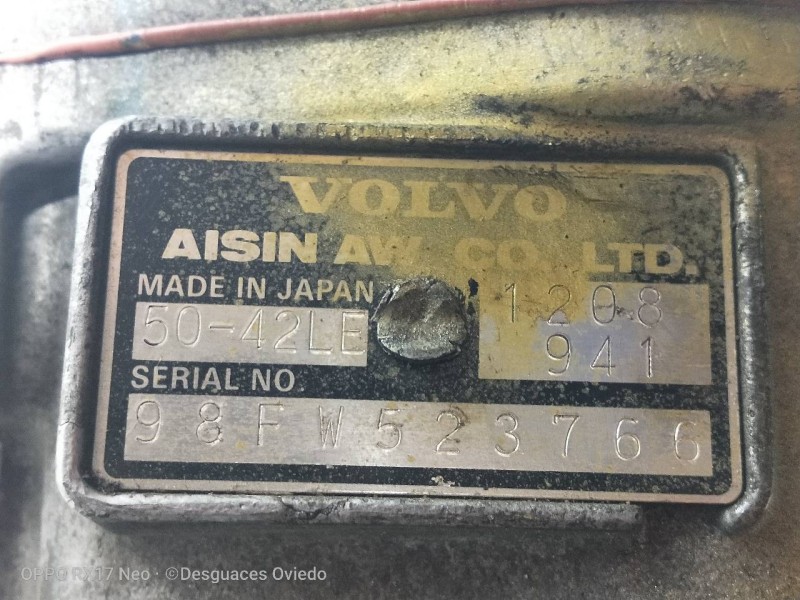 VOLVO
AISIN AW CO., LTD.
MADE IN JAPAN
50-42LE
1208
941
SERIAL NO.
98FW523766
OPPO RX17 Neo · ©Desguaces Oviedo